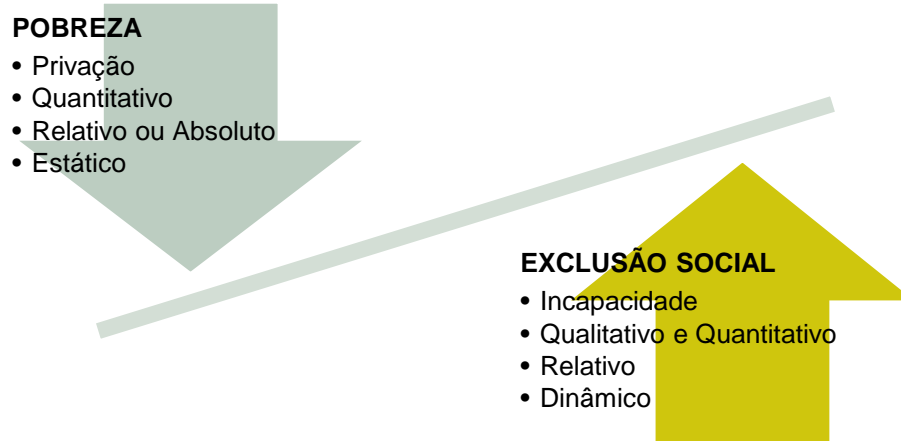 POBREZA
• Privação
• Quantitativo
• Relativo ou Absoluto
• Estático
EXCLUSÃO SOCIAL
• Incapacidade
• Qualitativo e Quantitativo
• Relativo
• Dinâmico